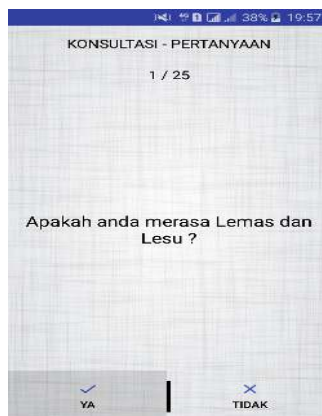 38% 19:57
KONSULTASI - PERTANYAAN
1 / 25
Apakah anda merasa Lemas dan
Lesu ?
YA
TIDAK